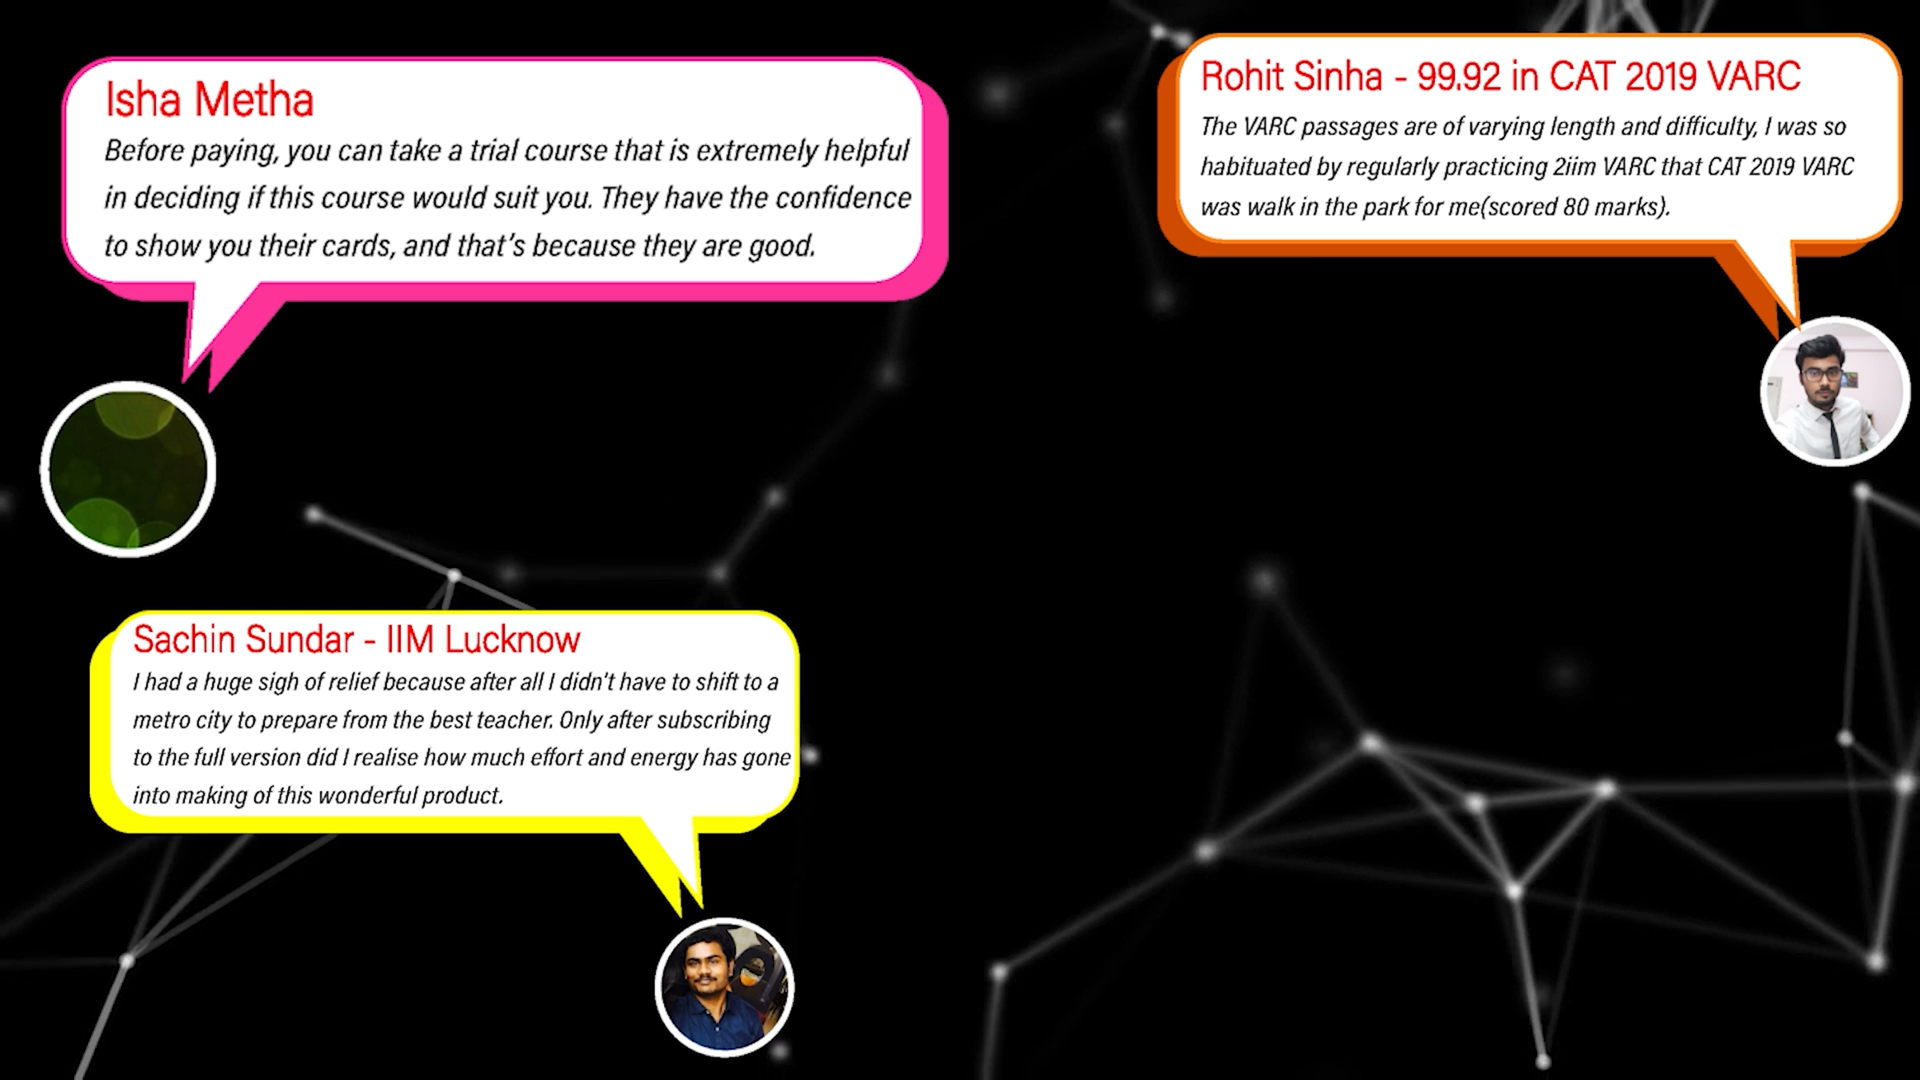 Isha Metha
Before paying, you can take a trial course that is extremely helpful
in deciding if this course would suit you. They have the confidence
to show you their cards, and that's because they are good.
Rohit Sinha - 99.92 in CAT 2019 VARC
The VARC passages are of varying length and difficulty, I was so
habituated by regularly practicing 2iim VARC that CAT 2019 VARC
was walk in the park for me(scored 80 marks).
Sachin Sundar - IIM Lucknow
I had a huge sigh of relief because after all I didn't have to shift to a
metro city to prepare from the best teacher. Only after subscribing
to the full version did I realise how much effort and energy has gone
into making of this wonderful product.